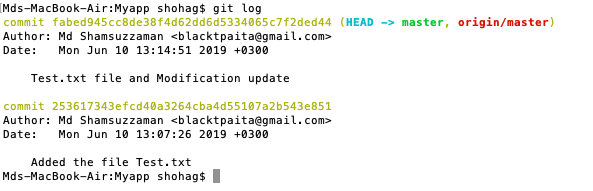 Mds-MacBook-Air:Myapp shohag$ git log
commit fabed945cc8de38f4d62dd6d5334065c7f2ded44 (HEAD -> master, origin/master)
Author: Md Shamsuzzaman <blacktpaita@gmail.com>
Date:   Mon Jun 10 13:14:51 2019 +0300
    Test.txt file and Modification update
commit 253617343efcd40a3264cba4d55107a2b543e851
Author: Md Shamsuzzaman <blacktpaita@gmail.com>
Date:   Mon Jun 10 13:07:26 2019 +0300
    Added the file Test.txt
Mds-MacBook-Air:Myapp shohag$